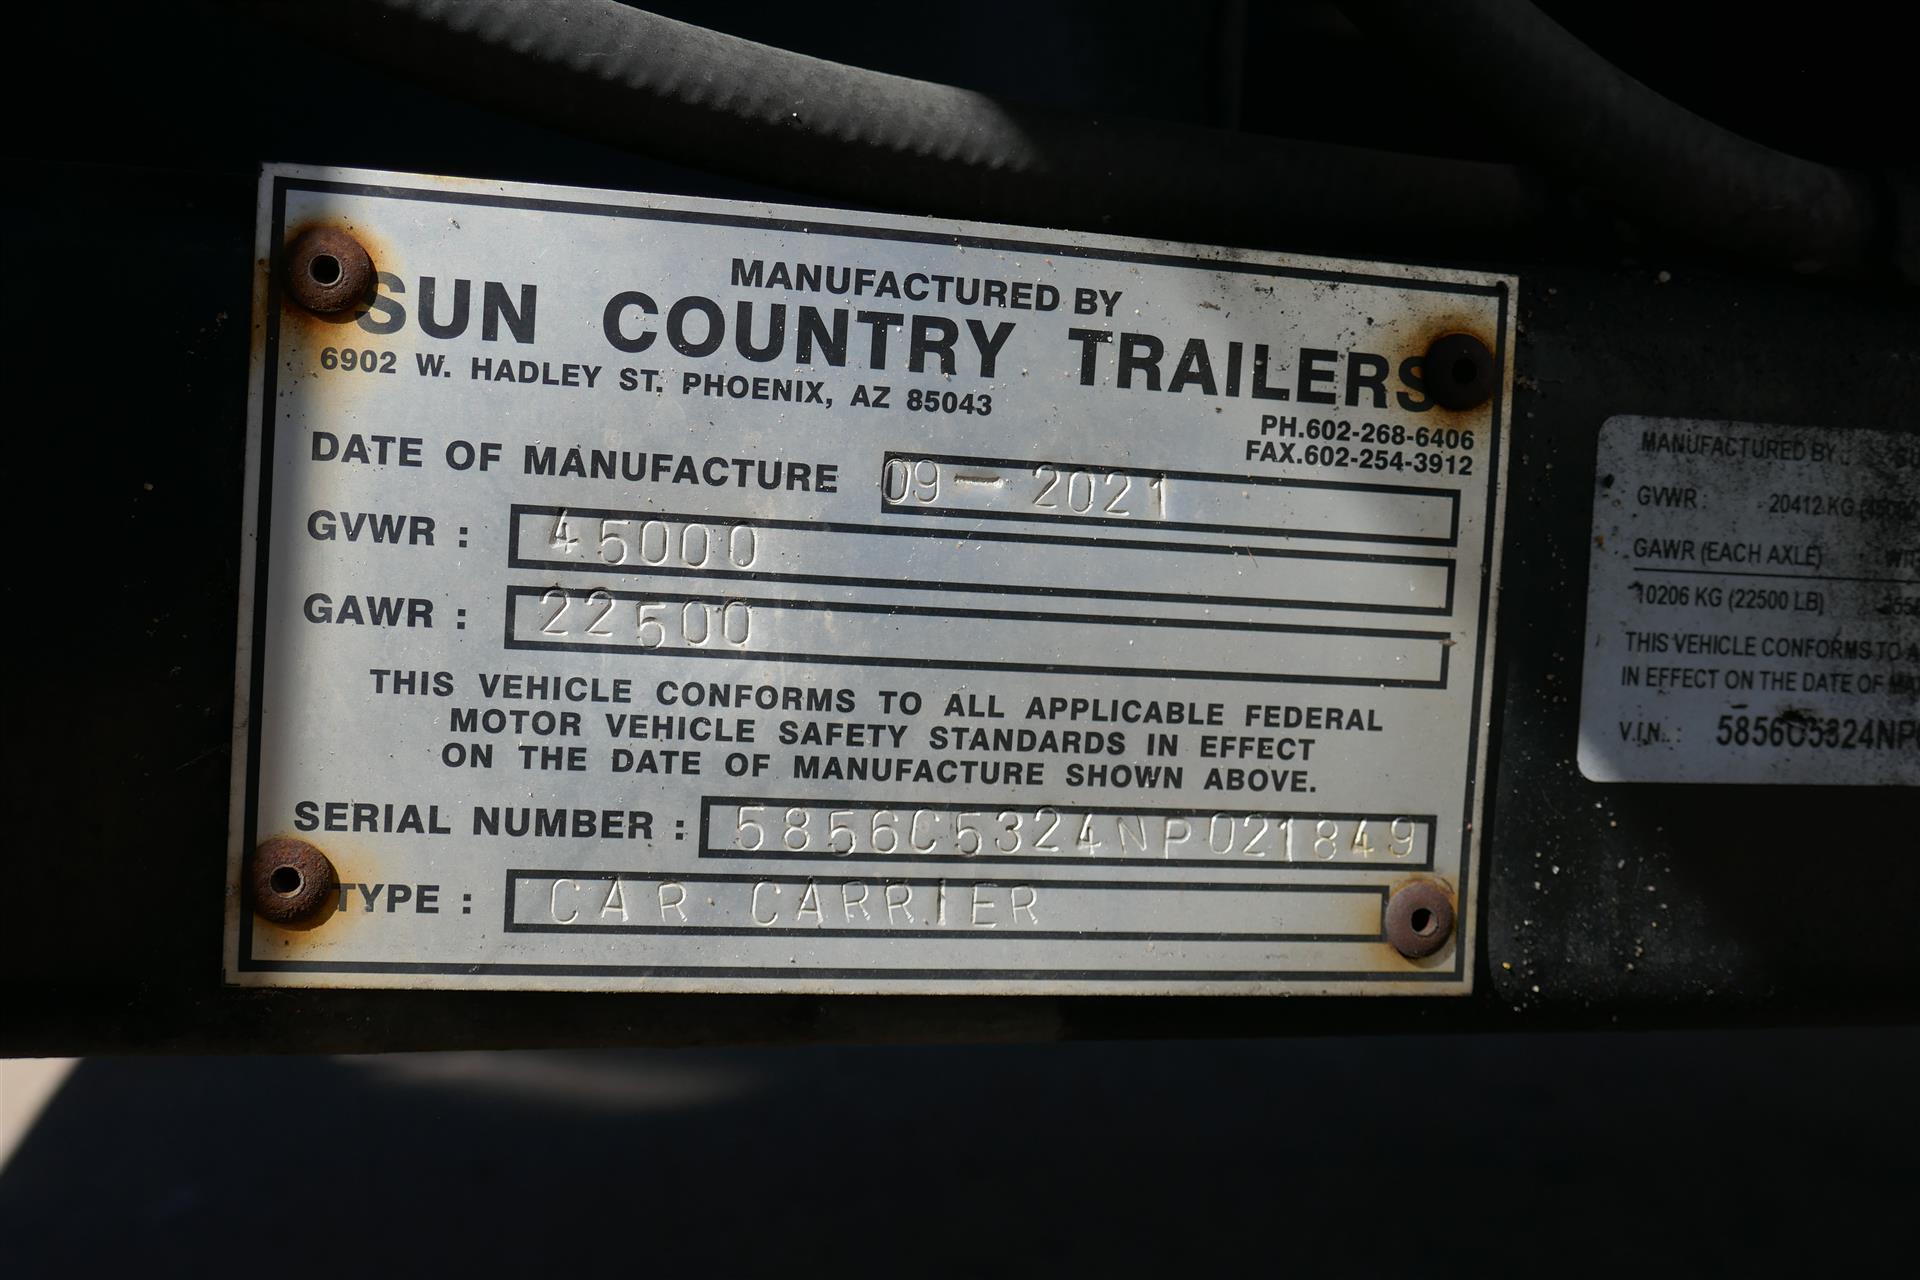 MANUFACTURED BY
SUN COUNTRY TRAILERS
6902 W. HADLEY ST. PHOENIX, AZ 85043
PH.602-268-6406
FAX.602-254-3912
DATE OF MANUFACTURE 09-2021
GVWR : 45000
GAWR : 22500
THIS VEHICLE CONFORMS TO ALL APPLICABLE FEDERAL
MOTOR VEHICLE SAFETY STANDARDS IN EFFECT
ON THE DATE OF MANUFACTURE SHOWN ABOVE.
SERIAL NUMBER : 5856C5324NP021849
TYPE : CAR CARRIER
MANUFACTURED BY : SU
GVWR : 20412 KG
GAWR (EACH AXLE)
10206 KG (22500 LB)
THIS VEHICLE CONFORMS TO A
IN EFFECT ON THE DATE OF
V.I.N. : 5856C5324NP